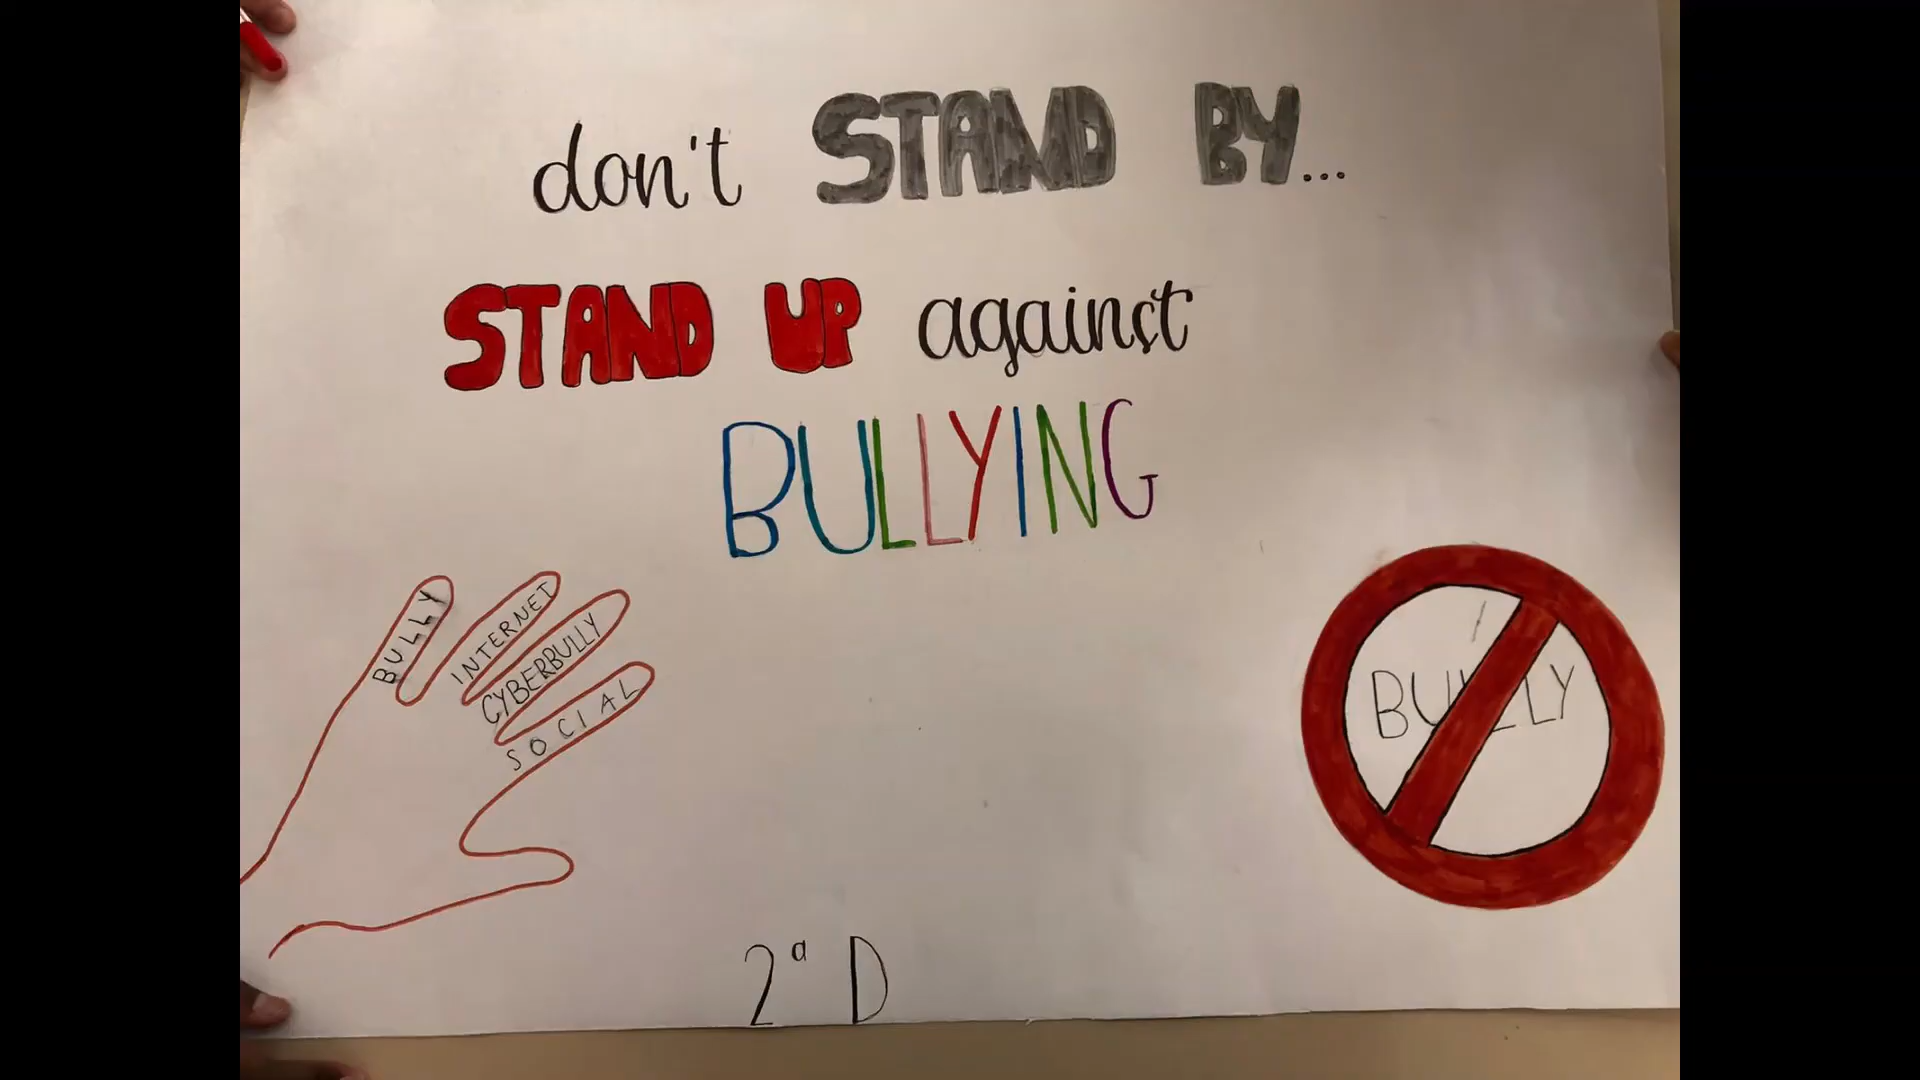 don't STAND BY...
STAND UP against
BULLYING
BULLY
INTERNET
CYBERBULLY
SOCIAL
BULLY
2ª D